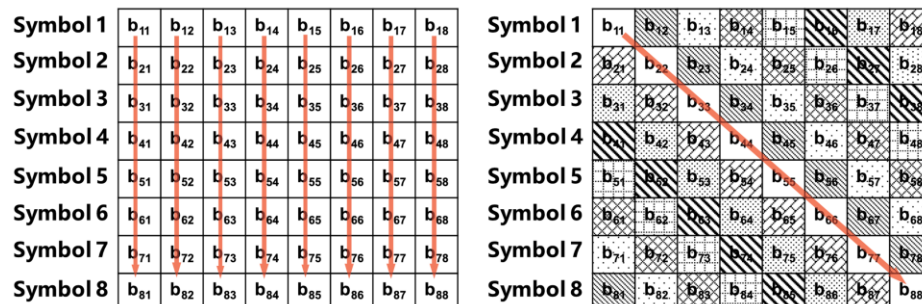 Symbol 1 b11 b12 b13 b14 b15 b16 b17 b18
Symbol 2 b21 b22 b23 b24 b25 b26 b27 b28
Symbol 3 b31 b32 b33 b34 b35 b36 b37 b38
Symbol 4 b41 b42 b43 b44 b45 b46 b47 b48
Symbol 5 b51 b52 b53 b54 b55 b56 b57 b58
Symbol 6 b61 b62 b63 b64 b65 b66 b67 b68
Symbol 7 b71 b72 b73 b74 b75 b76 b77 b78
Symbol 8 b81 b82 b83 b84 b85 b86 b87 b88
Symbol 1 b11 b12 b13 b14 b15 b16 b17 b18
Symbol 2 b21 b22 b23 b24 b25 b26 b27 b28
Symbol 3 b31 b32 b33 b34 b35 b36 b37 b38
Symbol 4 b41 b42 b43 b44 b45 b46 b47 b48
Symbol 5 b51 b52 b53 b54 b55 b56 b57 b58
Symbol 6 b61 b62 b63 b64 b65 b66 b67 b68
Symbol 7 b71 b72 b73 b74 b75 b76 b77 b78
Symbol 8 b81 b82 b83 b84 b85 b86 b87 b88